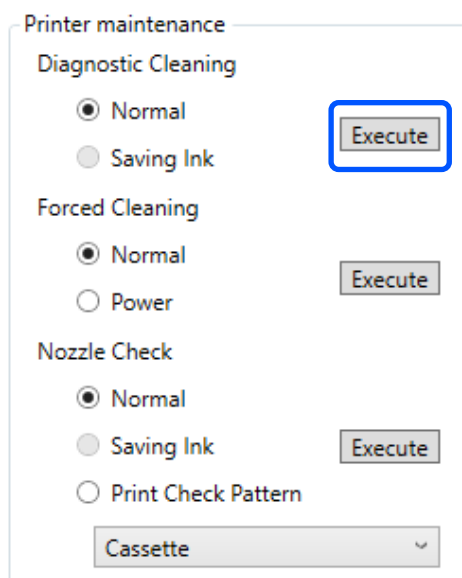 Printer maintenance
Diagnostic Cleaning
Normal
Execute
Saving Ink
Forced Cleaning
Normal
Execute
Power
Nozzle Check
Normal
Saving Ink
Execute
Print Check Pattern
Cassette